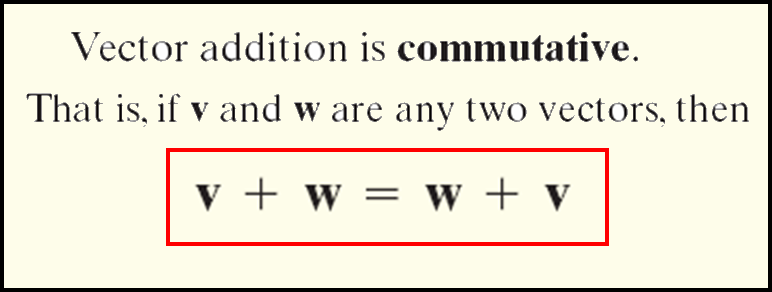 Vector addition is commutative.
That is, if v and w are any two vectors, then
v + w = w + v